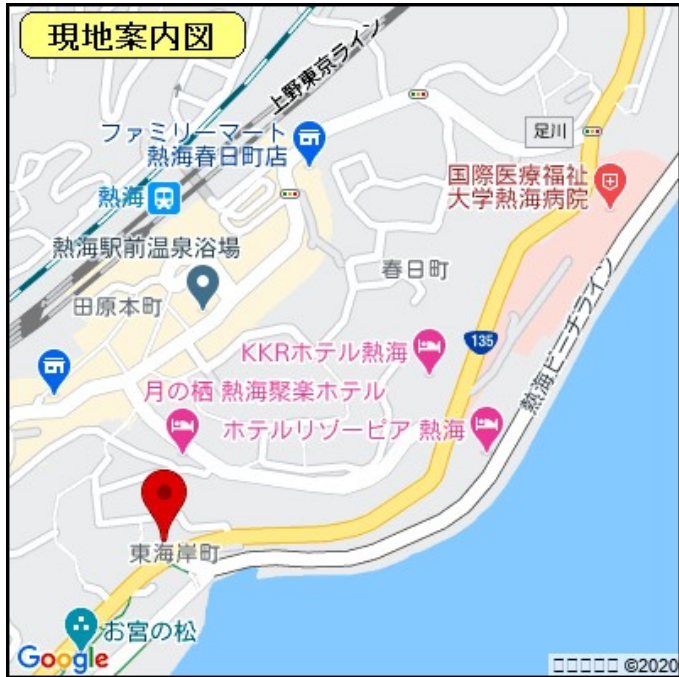 現地案内図
上野東京ライン
ファミリーマート
熱海春日町店
足川
国際医療福祉
大学熱海病院
熱海
熱海駅前温泉浴場
春日町
田原本町
135
KKRホテル熱海
熱海ビーチライン
月の栖 熱海聚楽ホテル
ホテルリゾーピア 熱海
東海岸町
お宮の松
Google
□□□□□ ©2020